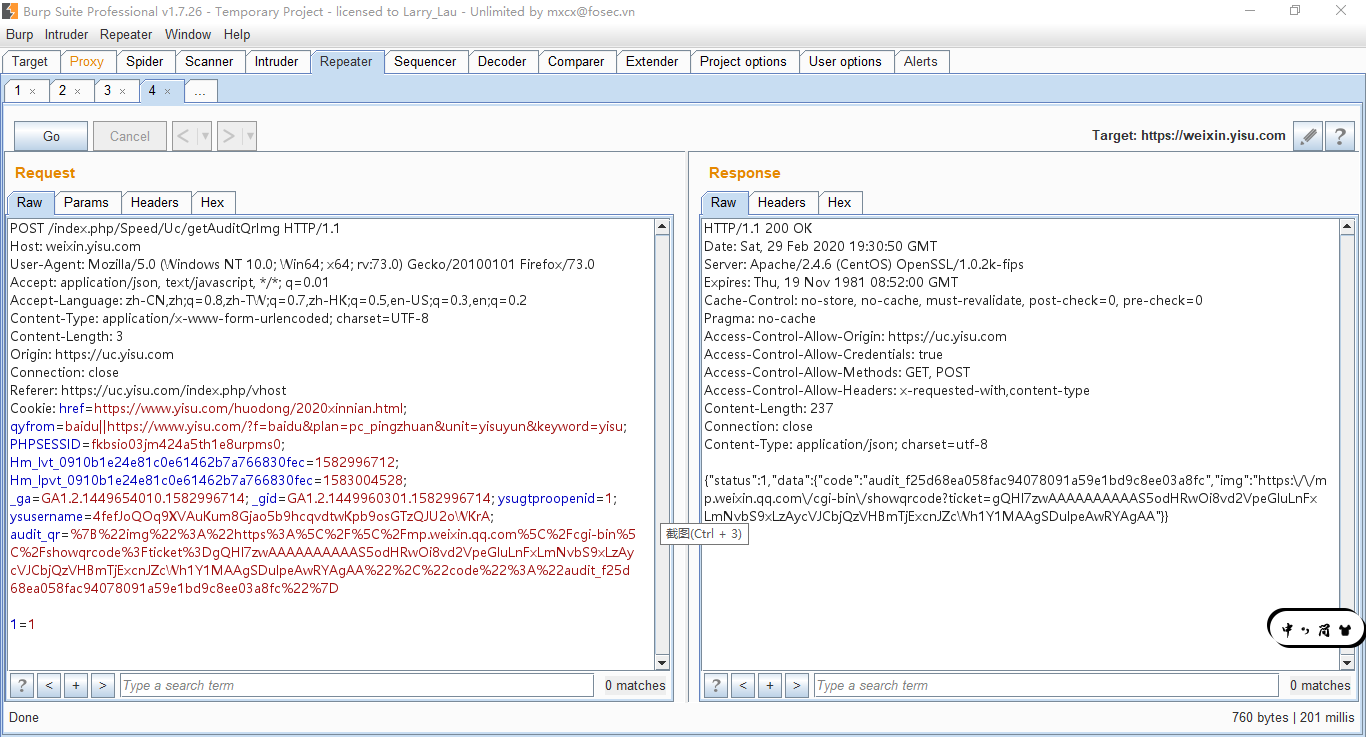 Burp Suite Professional v1.7.26 - Temporary Project - licensed to Larry_Lau - Unlimited by mxcx@fosec.vn
Burp Intruder Repeater Window Help
Target Proxy Spider Scanner Intruder Repeater Sequencer Decoder Comparer Extender Project options User options Alerts
1 × 2 × 3 × 4 × ...
Go Cancel < > Target: https://weixin.yisu.com ?
Request
Raw Params Headers Hex
POST /index.php/Speed/Uc/getAuditQrImg HTTP/1.1
Host: weixin.yisu.com
User-Agent: Mozilla/5.0 (Windows NT 10.0; Win64; x64; rv:73.0) Gecko/20100101 Firefox/73.0
Accept: application/json, text/javascript, */*; q=0.01
Accept-Language: zh-CN,zh;q=0.8,zh-TW;q=0.7,zh-HK;q=0.5,en-US;q=0.3,en;q=0.2
Content-Type: application/x-www-form-urlencoded; charset=UTF-8
Content-Length: 3
Origin: https://uc.yisu.com
Connection: close
Referer: https://uc.yisu.com/index.php/vhost
Cookie: href=https://www.yisu.com/huodong/2020xinnian.html;
qyfrom=baidu||https://www.yisu.com/?f=baidu&plan=pc_pingzhuan&unit=yisuyun&keyword=yisu;
PHPSESSID=fkbsio03jm424a5th1e8urpms0;
Hm_lvt_0910b1e24e81c0e61462b7a766830fec=1582996712;
Hm_lpvt_0910b1e24e81c0e61462b7a766830fec=1583004528;
_ga=GA1.2.1449654010.1582996714; _gid=GA1.2.1449960301.1582996714; ysugtproopenid=1;
ysusername=4fefJoQOq9XVAuKum8Gjao5b9hcqvdtwKpb9osGTzQJU2oWKrA;
audit_qr=%7B%22img%22%3A%22https%3A%5C%2F%5C%2Fmp.weixin.qq.com%5C%2Fcgi-bin%5
C%2Fshowqrcode%3Fticket%3DgQHI7zwAAAAAAAAAAS5odHRwOi8vd2VpeGluLnFxLmNvbS9xLzAy
cVJCbjQzVHBmTjExcnJZcWh1Y1MAAgSDulpeAwRYAgAA%22%2C%22code%22%3A%22audit_f25d
68ea058fac94078091a59e1bd9c8ee03a8fc%22%7D
1=1
? < + > Type a search term 0 matches
Response
Raw Headers Hex
HTTP/1.1 200 OK
Date: Sat, 29 Feb 2020 19:30:50 GMT
Server: Apache/2.4.6 (CentOS) OpenSSL/1.0.2k-fips
Expires: Thu, 19 Nov 1981 08:52:00 GMT
Cache-Control: no-store, no-cache, must-revalidate, post-check=0, pre-check=0
Pragma: no-cache
Access-Control-Allow-Origin: https://uc.yisu.com
Access-Control-Allow-Credentials: true
Access-Control-Allow-Methods: GET, POST
Access-Control-Allow-Headers: x-requested-with,content-type
Content-Length: 237
Connection: close
Content-Type: application/json; charset=utf-8
{"status":1,"data":{"code":"audit_f25d68ea058fac94078091a59e1bd9c8ee03a8fc","img":"https:\/\/m
p.weixin.qq.com\/cgi-bin\/showqrcode?ticket=gQHI7zwAAAAAAAAAAS5odHRwOi8vd2VpeGluLnFx
LmNvbS9xLzAycVJCbjQzVHBmTjExcnJZcWh1Y1MAAgSDulpeAwRYAgAA"}}
? < + > Type a search term 0 matches
截图(Ctrl + 3)
中 简
Done 760 bytes | 201 millis